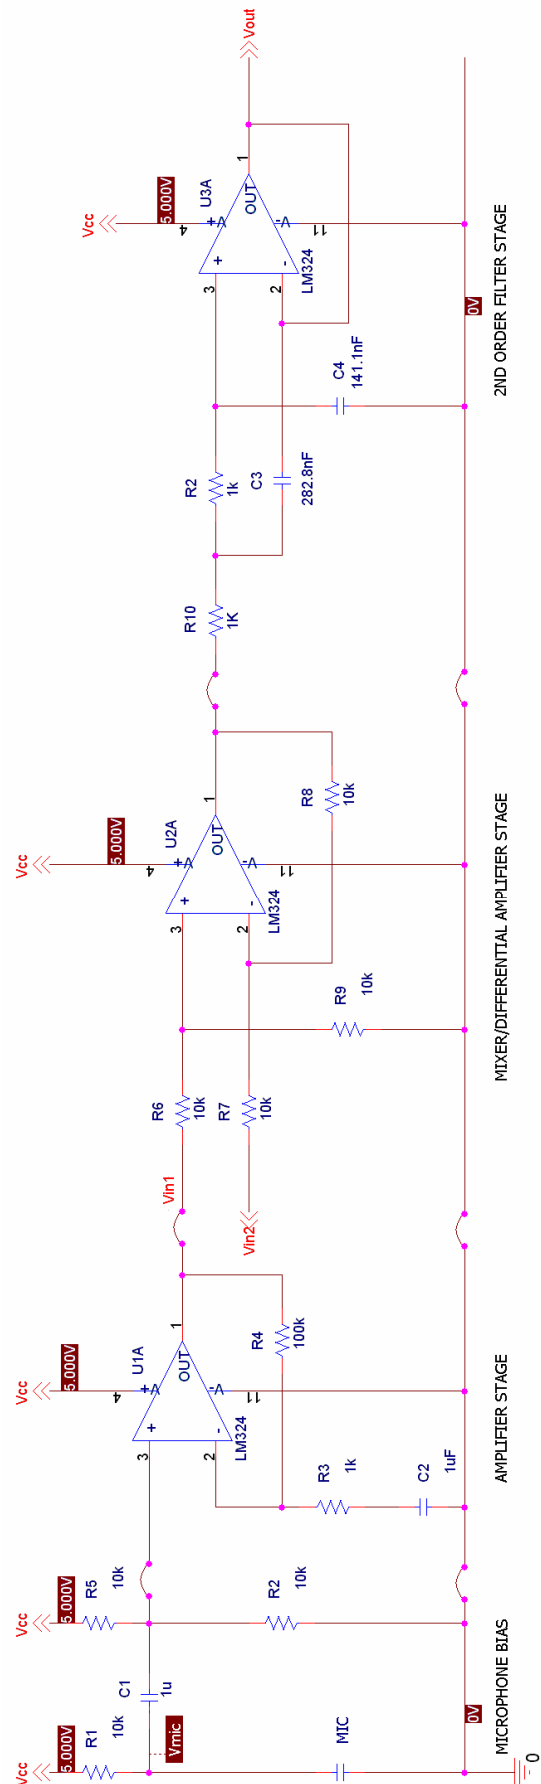 Vcc
5.000V
R1
10k
Vmic
MIC
0
C1
1u
Vcc
5.000V
R5
10k
R2
10k
0V
MICROPHONE BIAS
Vcc
5.000V
U1A
LM324
3
2
4
11
1
+
-
V+
V-
OUT
R4
100k
R3
1k
C2
1uF
AMPLIFIER STAGE
Vin1
Vin2
R6
10k
R7
10k
R9
10k
Vcc
5.000V
U2A
LM324
3
2
4
11
1
+
-
V+
V-
OUT
R8
10k
MIXER/DIFFERENTIAL AMPLIFIER STAGE
R10
1K
R2
1k
C3
282.8nF
C4
141.1nF
Vcc
5.000V
U3A
LM324
3
2
4
11
1
+
-
V+
V-
OUT
Vout
0V
2ND ORDER FILTER STAGE